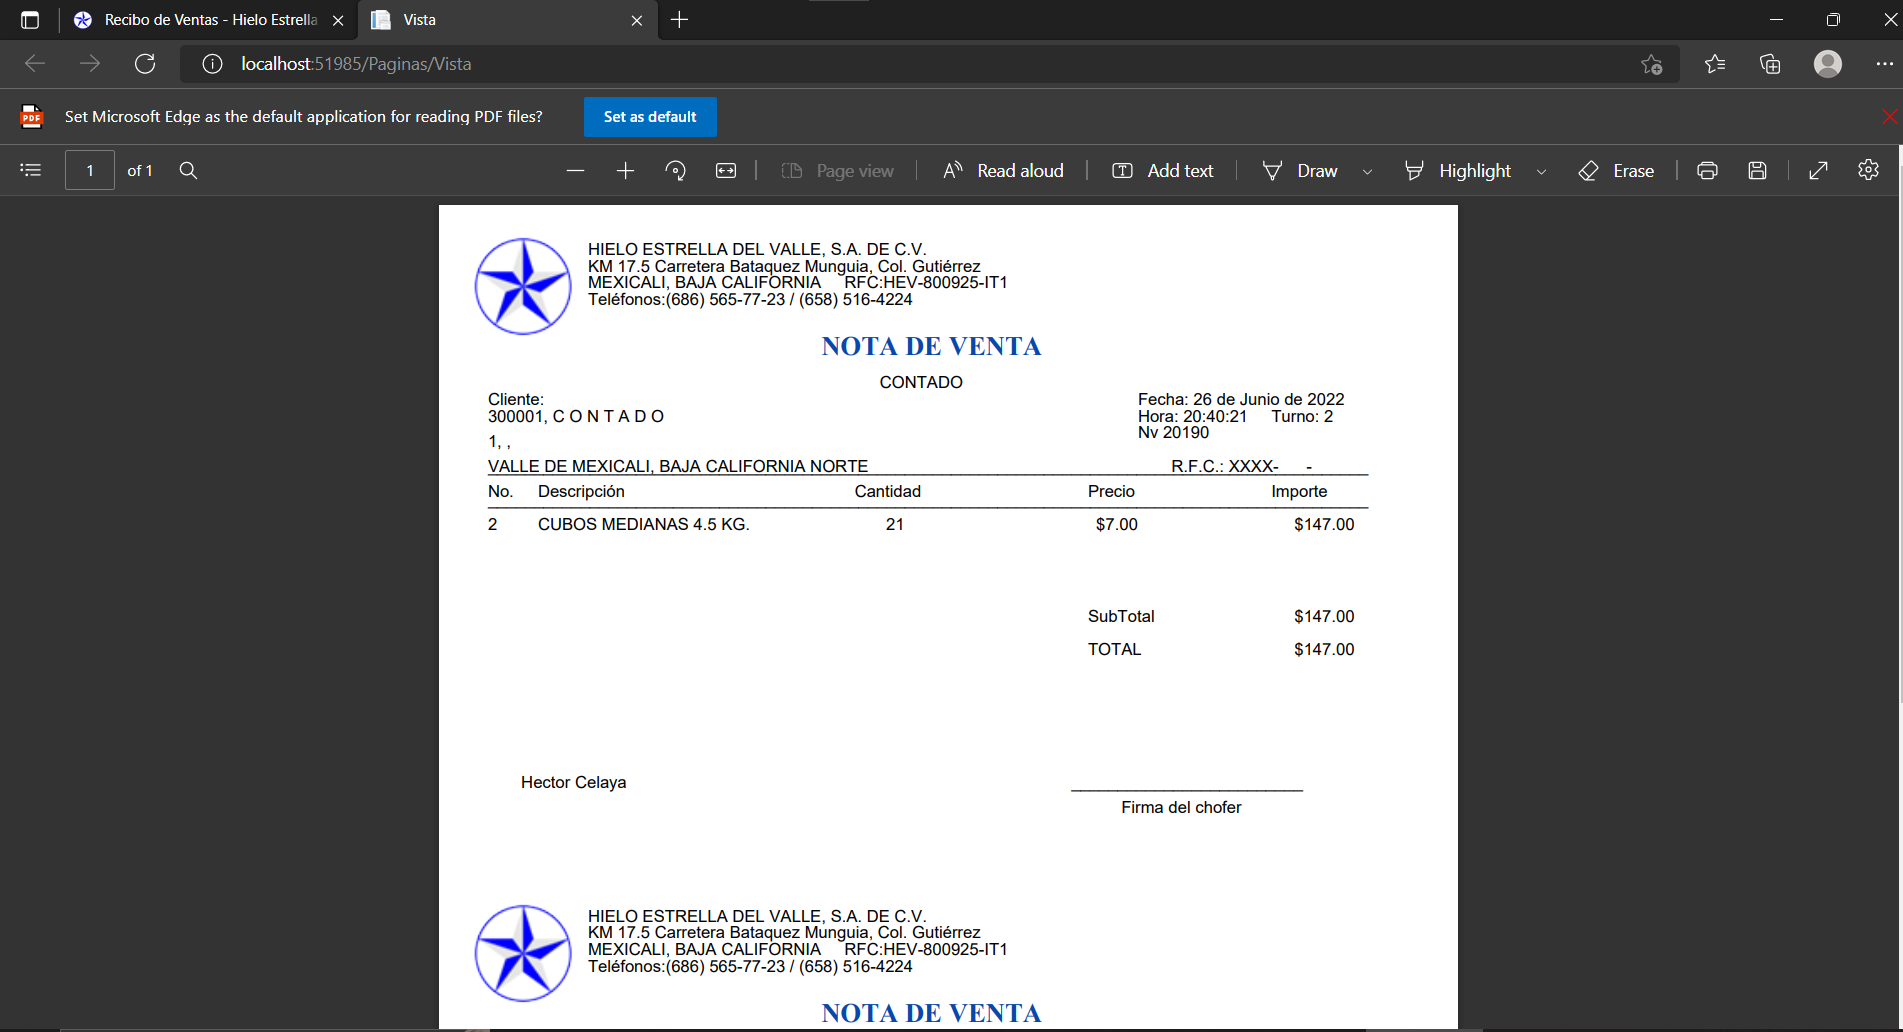 Recibo de Ventas - Hielo Estrella
Vista
localhost:51985/Paginas/Vista
PDF
Set Microsoft Edge as the default application for reading PDF files?
Set as default
1 of 1
Page view
Read aloud
Add text
Draw
Highlight
Erase
HIELO ESTRELLA DEL VALLE, S.A. DE C.V.
KM 17.5 Carretera Bataquez Munguia, Col. Gutiérrez
MEXICALI, BAJA CALIFORNIA RFC:HEV-800925-IT1
Teléfonos:(686) 565-77-23 / (658) 516-4224
NOTA DE VENTA
CONTADO
Cliente:
300001, C O N T A D O
1, ,
Fecha: 26 de Junio de 2022
Hora: 20:40:21 Turno: 2
Nv 20190
VALLE DE MEXICALI, BAJA CALIFORNIA NORTE R.F.C.: XXXX- -
No. Descripción Cantidad Precio Importe
2 CUBOS MEDIANAS 4.5 KG. 21 $7.00 $147.00
SubTotal $147.00
TOTAL $147.00
Hector Celaya
Firma del chofer
HIELO ESTRELLA DEL VALLE, S.A. DE C.V.
KM 17.5 Carretera Bataquez Munguia, Col. Gutiérrez
MEXICALI, BAJA CALIFORNIA RFC:HEV-800925-IT1
Teléfonos:(686) 565-77-23 / (658) 516-4224
NOTA DE VENTA